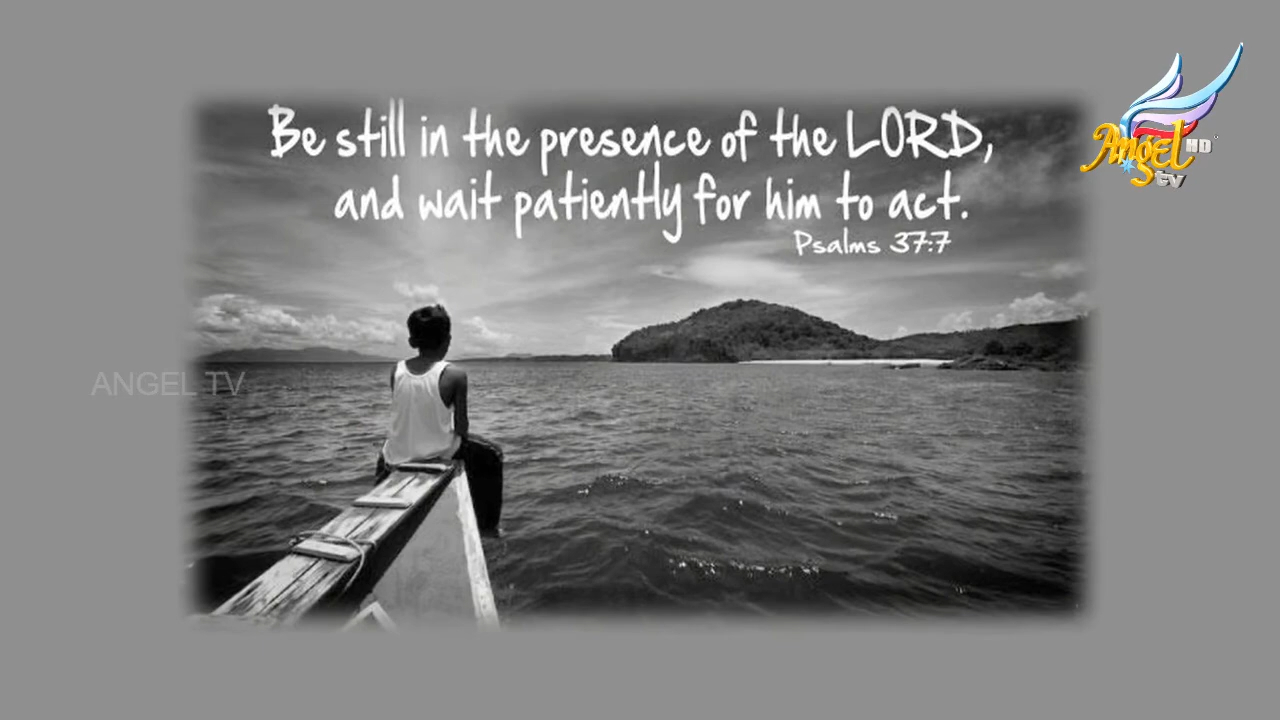 Be still in the presence of the LORD,
and wait patiently for him to act.
Psalms 37:7
Angel HD
tv
ANGEL TV